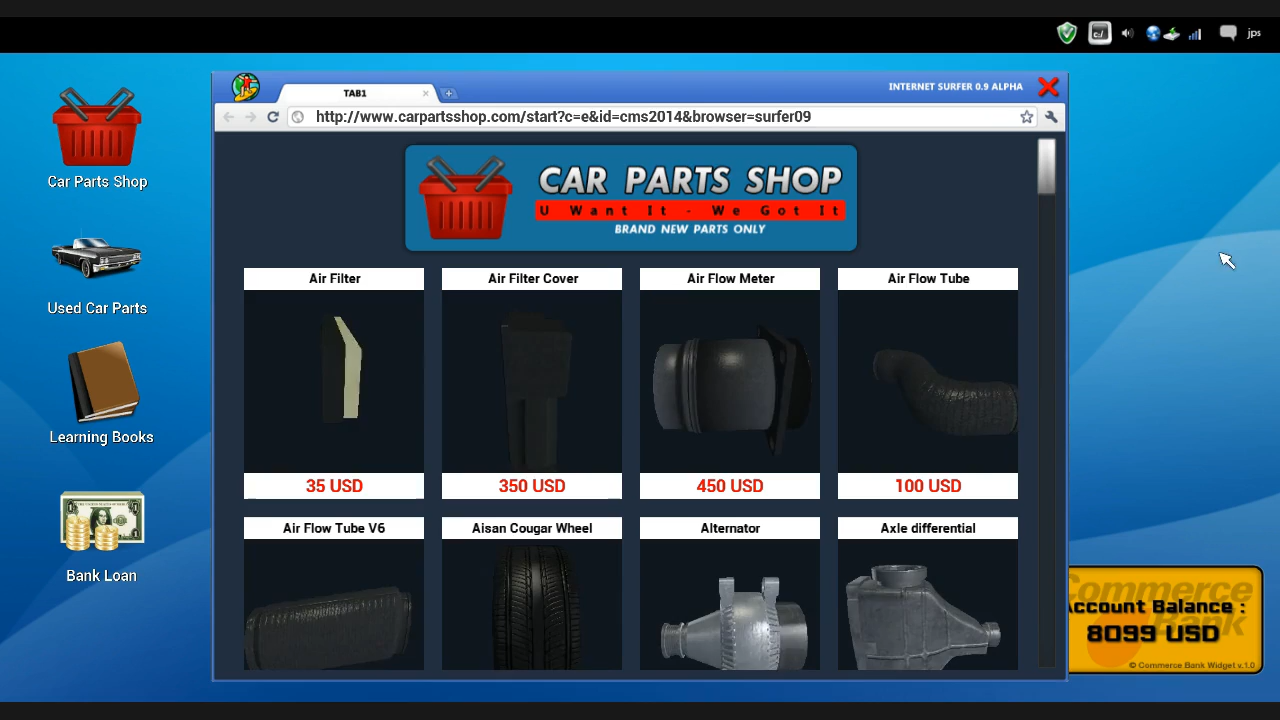 c:/
jps
TAB1
INTERNET SURFER 0.9 ALPHA
http://www.carpartsshop.com/start?c=e&id=cms2014&browser=surfer09
Car Parts Shop
Used Car Parts
Learning Books
Bank Loan
CAR PARTS SHOP
U Want It - We Got It
BRAND NEW PARTS ONLY
Air Filter
Air Filter Cover
Air Flow Meter
Air Flow Tube
35 USD
350 USD
450 USD
100 USD
Air Flow Tube V6
Aisan Cougar Wheel
Alternator
Axle differential
Commerce
Bank
Account Balance :
8099 USD
© Commerce Bank Widget v.1.0